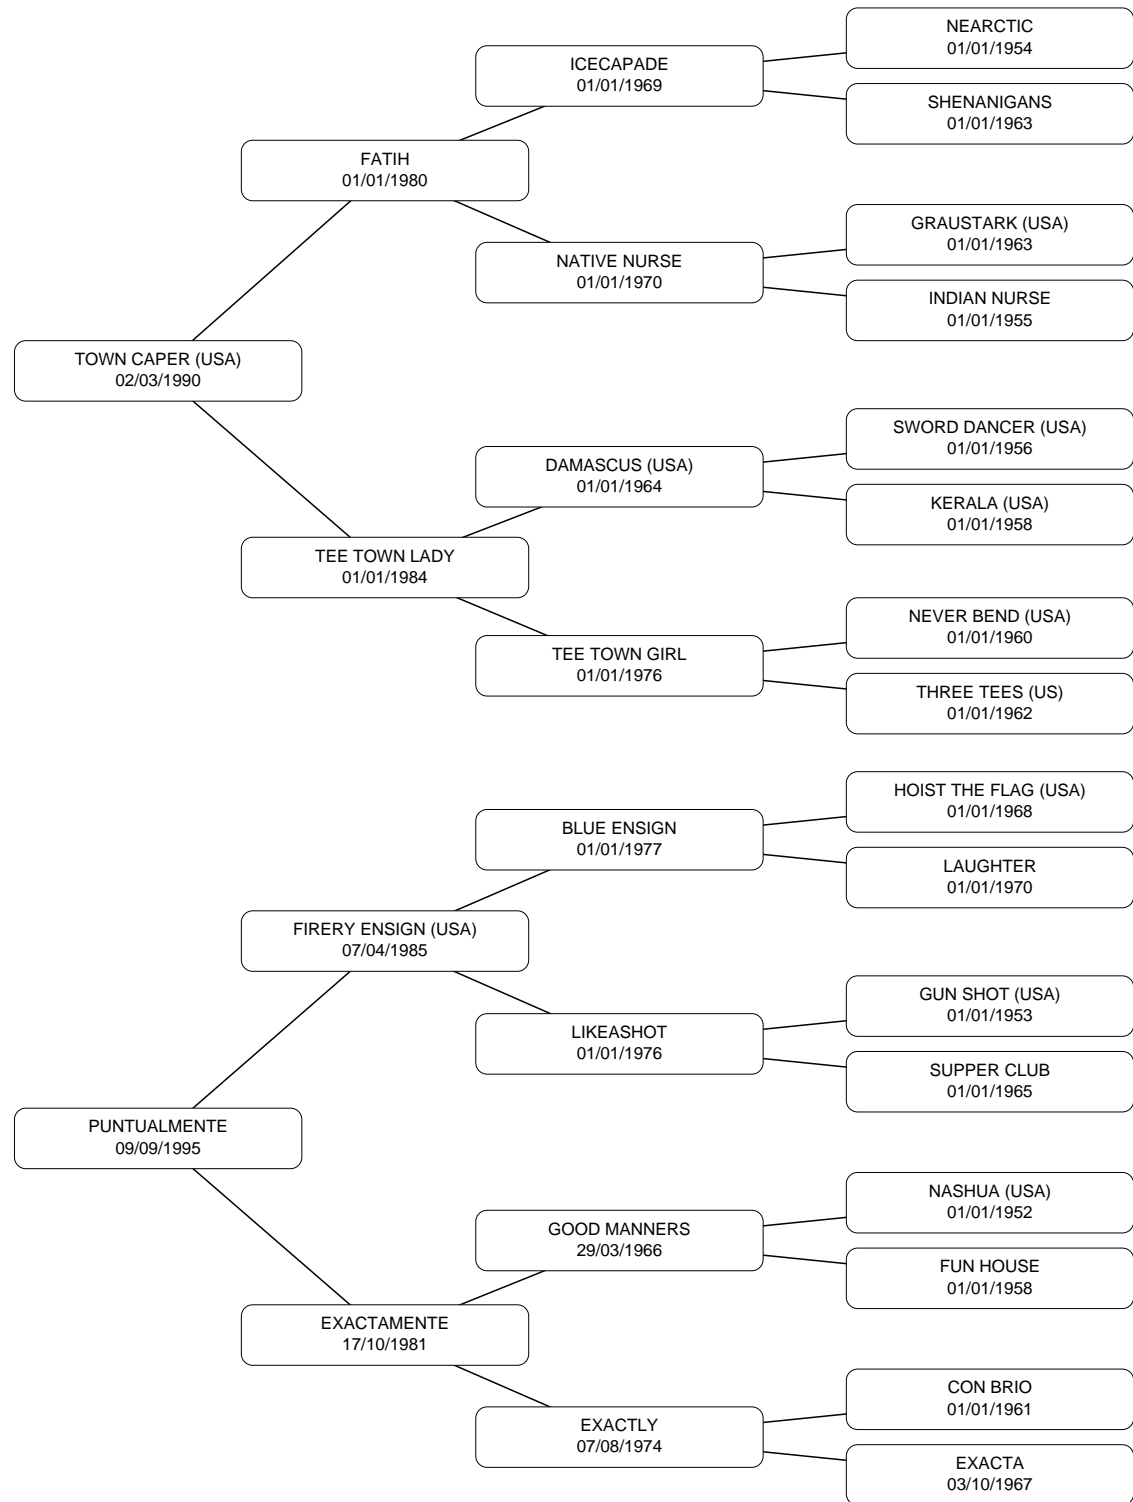 NEARCTIC
01/01/1954
ICECAPADE
01/01/1969
SHENANIGANS
01/01/1963
FATIH
01/01/1980
GRAUSTARK (USA)
01/01/1963
NATIVE NURSE
01/01/1970
INDIAN NURSE
01/01/1955
TOWN CAPER (USA)
02/03/1990
SWORD DANCER (USA)
01/01/1956
DAMASCUS (USA)
01/01/1964
KERALA (USA)
01/01/1958
TEE TOWN LADY
01/01/1984
NEVER BEND (USA)
01/01/1960
TEE TOWN GIRL
01/01/1976
THREE TEES (US)
01/01/1962
HOIST THE FLAG (USA)
01/01/1968
BLUE ENSIGN
01/01/1977
LAUGHTER
01/01/1970
FIRERY ENSIGN (USA)
07/04/1985
GUN SHOT (USA)
01/01/1953
LIKEASHOT
01/01/1976
SUPPER CLUB
01/01/1965
PUNTUALMENTE
09/09/1995
NASHUA (USA)
01/01/1952
GOOD MANNERS
29/03/1966
FUN HOUSE
01/01/1958
EXACTAMENTE
17/10/1981
CON BRIO
01/01/1961
EXACTLY
07/08/1974
EXACTA
03/10/1967